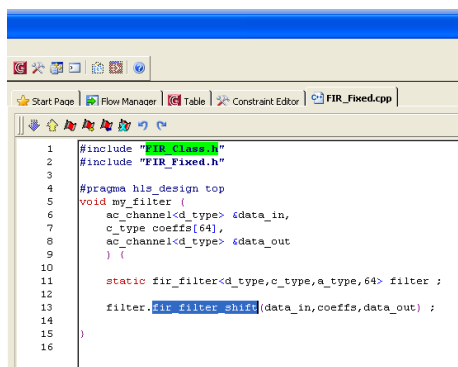 Start Page Flow Manager Table Constraint Editor FIR_Fixed.cpp
1 #include "FIR_Class.h"
2 #include "FIR_Fixed.h"
3
4 #pragma hls_design top
5 void my_filter (
6 ac_channel<d_type> &data_in,
7 c_type coeffs[64],
8 ac_channel<d_type> &data_out
9 ) {
10
11 static fir_filter<d_type,c_type,a_type,64> filter ;
12
13 filter.fir_filter_shift(data_in,coeffs,data_out) ;
14
15 }
16